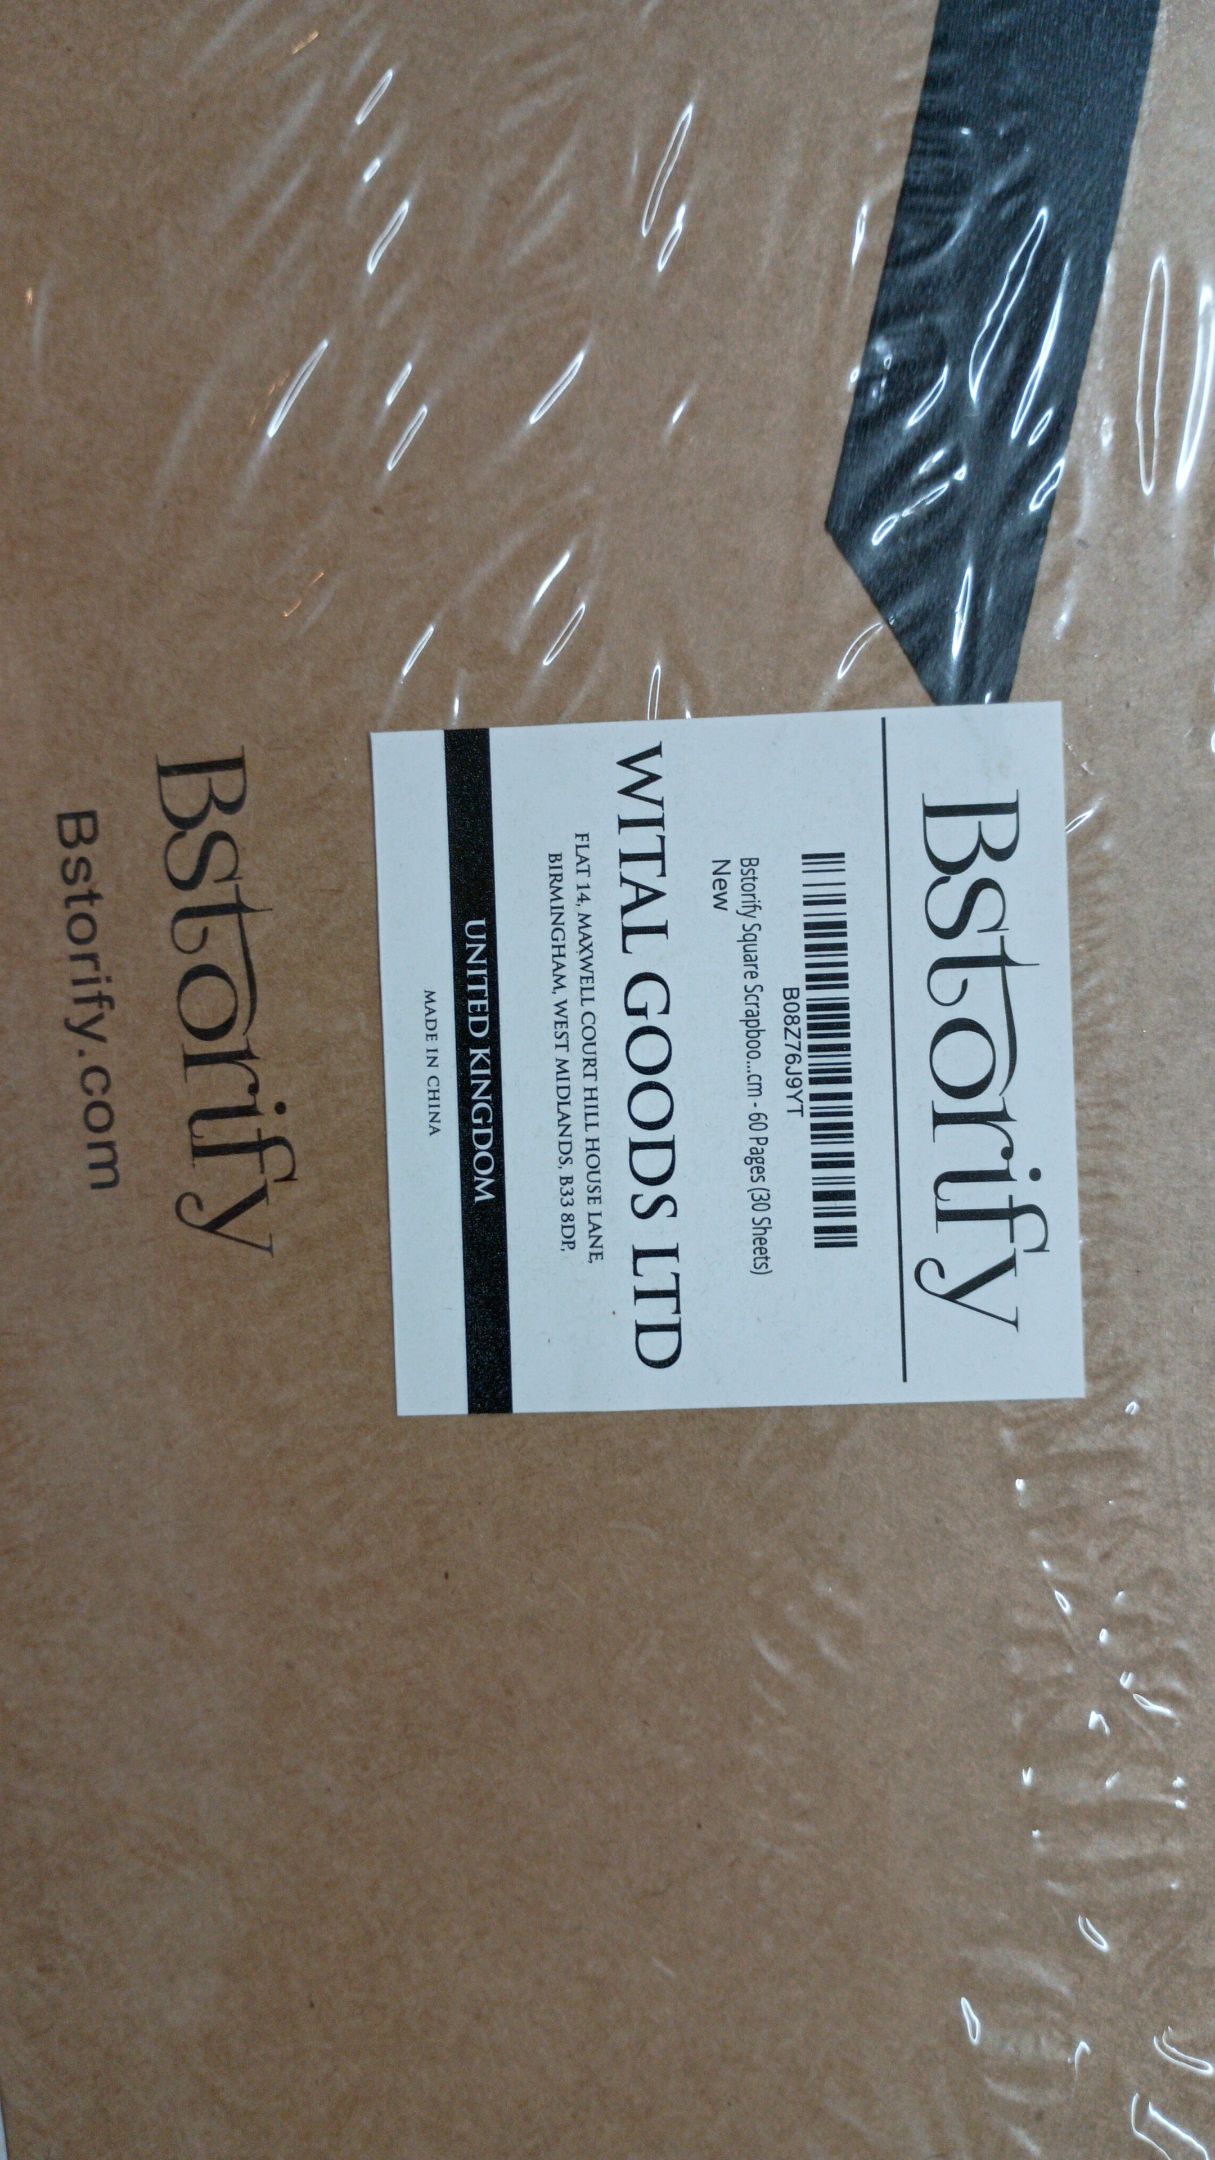 Bstorify
B08Z76J9YT
Bstorify Square Scrapboo...cm - 60 Pages (30 Sheets)
New
WITAL GOODS LTD
FLAT 14, MAXWELL COURT HILL HOUSE LANE,
BIRMINGHAM, WEST MIDLANDS, B33 8DP,
UNITED KINGDOM
MADE IN CHINA
Bstorify
Bstorify.com